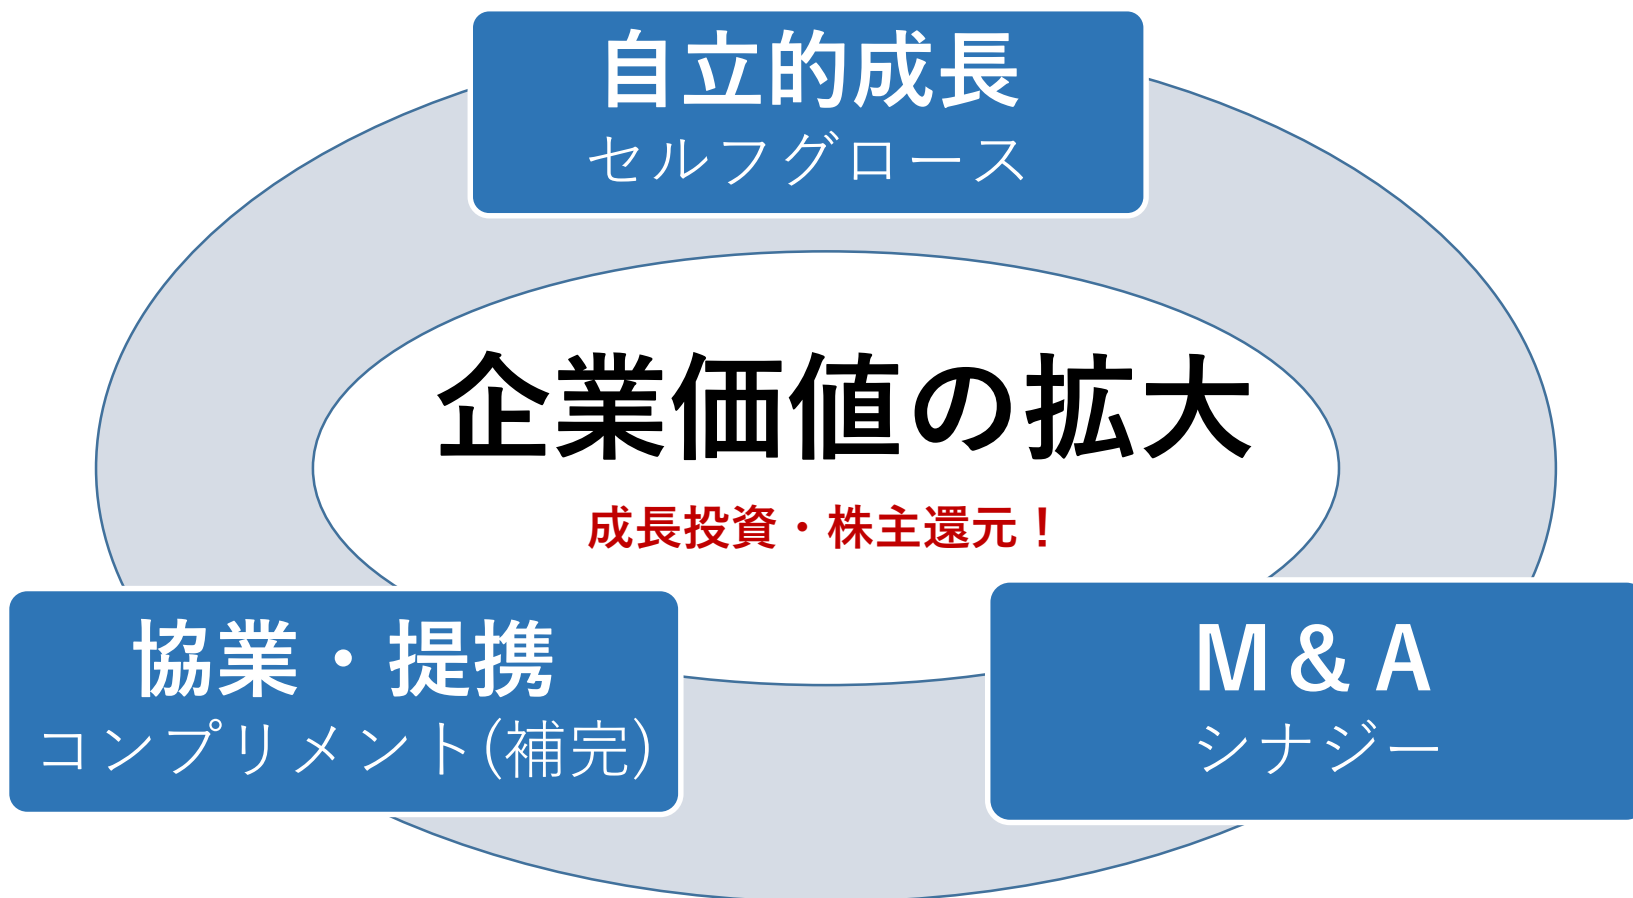 自立的成長
セルフグロース
企業価値の拡大
成長投資・株主還元！
協業・提携
コンプリメント(補完)
Ｍ＆Ａ
シナジー